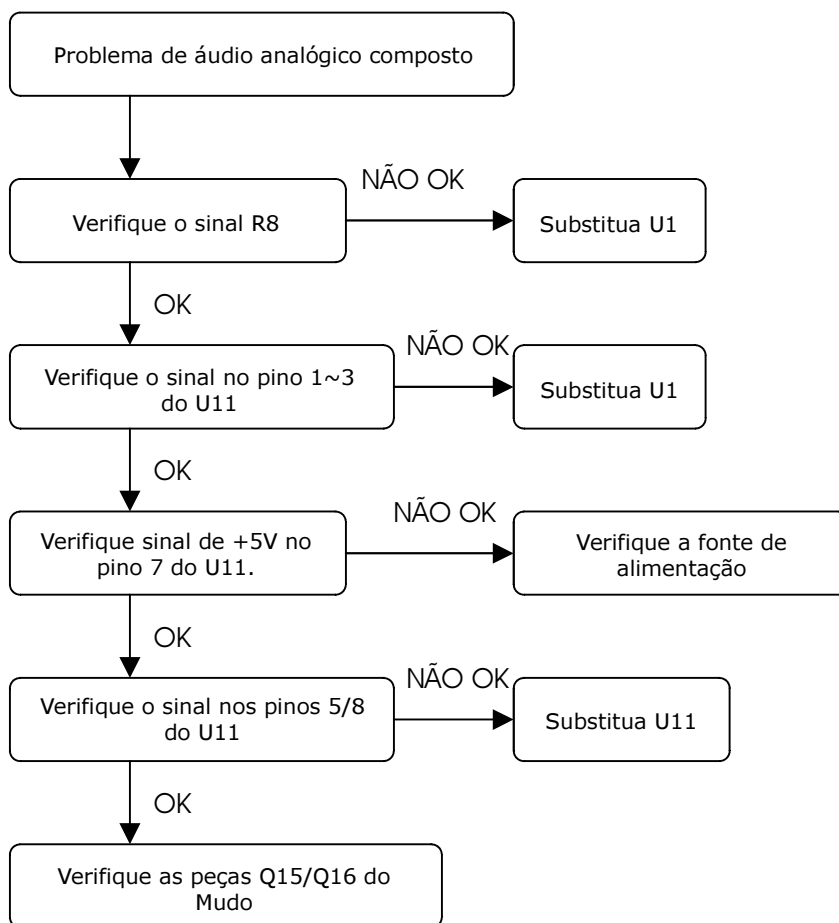 Problema de áudio analógico composto
NÃO OK
Verifique o sinal R8
Substitua U1
OK
NÃO OK
Verifique o sinal no pino 1~3
do U11
Substitua U1
OK
NÃO OK
Verifique sinal de +5V no
pino 7 do U11.
Verifique a fonte de
alimentação
OK
NÃO OK
Verifique o sinal nos pinos 5/8
do U11
Substitua U11
OK
Verifique as peças Q15/Q16 do
Mudo